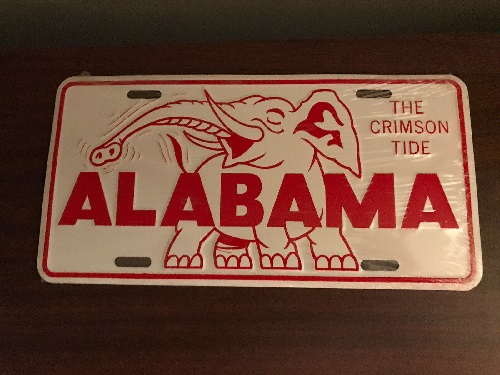 THE
CRIMSON
TIDE
ALABAMA